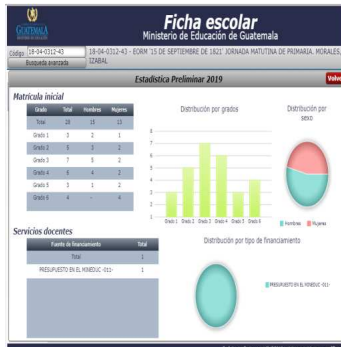 GUATEMALA
Ficha escolar
Ministerio de Educación de Guatemala
Código 18-04-0312-43
18-04-0312-43 - EORM '15 DE SEPTIEMBRE DE 1821' JORNADA MATUTINA DE PRIMARIA. MORALES, IZABAL
Busqueda avanzada
Estadística Preliminar 2019
Volve
Matrícula inicial
Grado Total Hombres Mujeres
Total 28 15 13
Grado 1 3 2 1
Grado 2 5 3 2
Grado 3 7 5 2
Grado 4 6 4 2
Grado 5 3 1 2
Grado 6 4 - 4
Distribución por grados
8
7
6
5
4
3
2
1
Grado 1 Grado 2 Grado 3 Grado 4 Grado 5 Grado 6
Distribución por sexo
Hombres Mujeres
Servicios docentes
Fuente de financiamiento Total
Total 1
PRESUPUESTO EN EL MINEDUC -011- 1
Distribución por tipo de financiamiento
PRESUPUESTO EN EL MINEDUC -011-